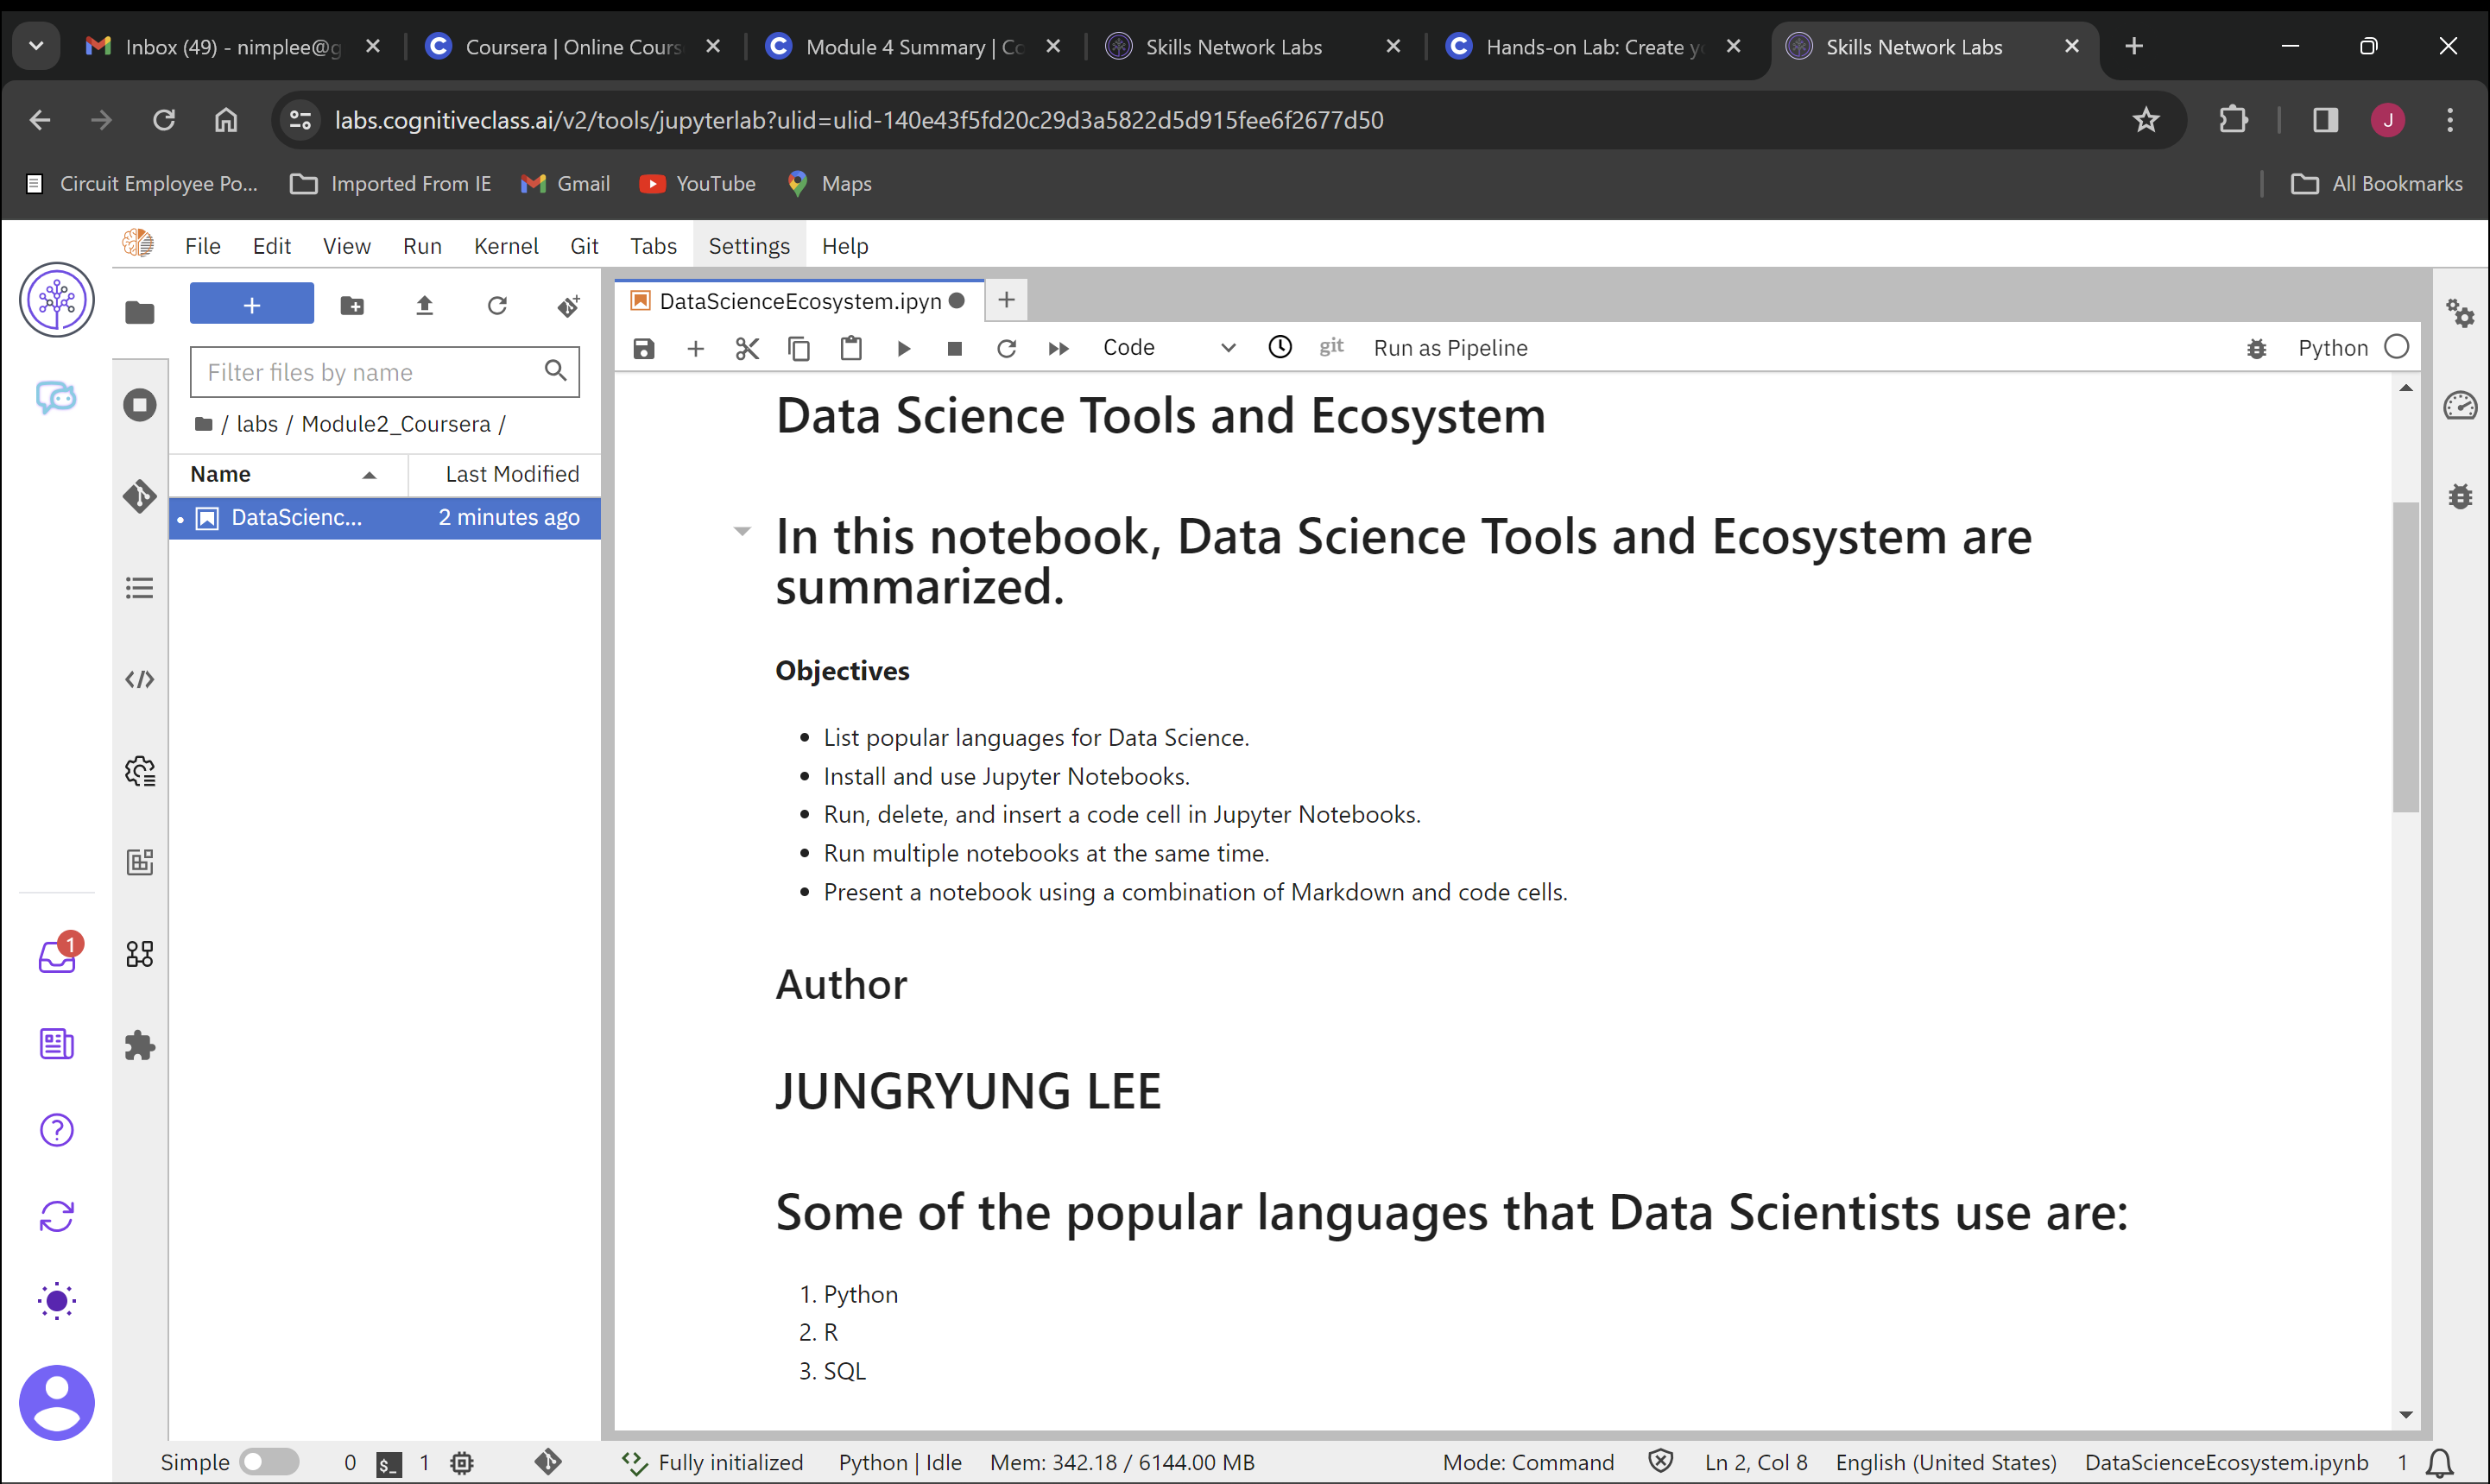 Inbox (49) - nimplee@g
Coursera | Online Cours
Module 4 Summary | Co
Skills Network Labs
Hands-on Lab: Create yo
Skills Network Labs
labs.cognitiveclass.ai/v2/tools/jupyterlab?ulid=ulid-140e43f5fd20c29d3a5822d5d915fee6f2677d50
J
Circuit Employee Po...
Imported From IE
Gmail
YouTube
Maps
All Bookmarks
File Edit View Run Kernel Git Tabs Settings Help
DataScienceEcosystem.ipyn
Code
git
Run as Pipeline
Python
Filter files by name
/ labs / Module2_Coursera /
Name
Last Modified
DataScienc...
2 minutes ago
Data Science Tools and Ecosystem
In this notebook, Data Science Tools and Ecosystem are
summarized.
Objectives
• List popular languages for Data Science.
• Install and use Jupyter Notebooks.
• Run, delete, and insert a code cell in Jupyter Notebooks.
• Run multiple notebooks at the same time.
• Present a notebook using a combination of Markdown and code cells.
Author
JUNGRYUNG LEE
Some of the popular languages that Data Scientists use are:
1. Python
2. R
3. SQL
1
Simple
0
$_
1
Fully initialized
Python | Idle
Mem: 342.18 / 6144.00 MB
Mode: Command
Ln 2, Col 8
English (United States)
DataScienceEcosystem.ipynb
1